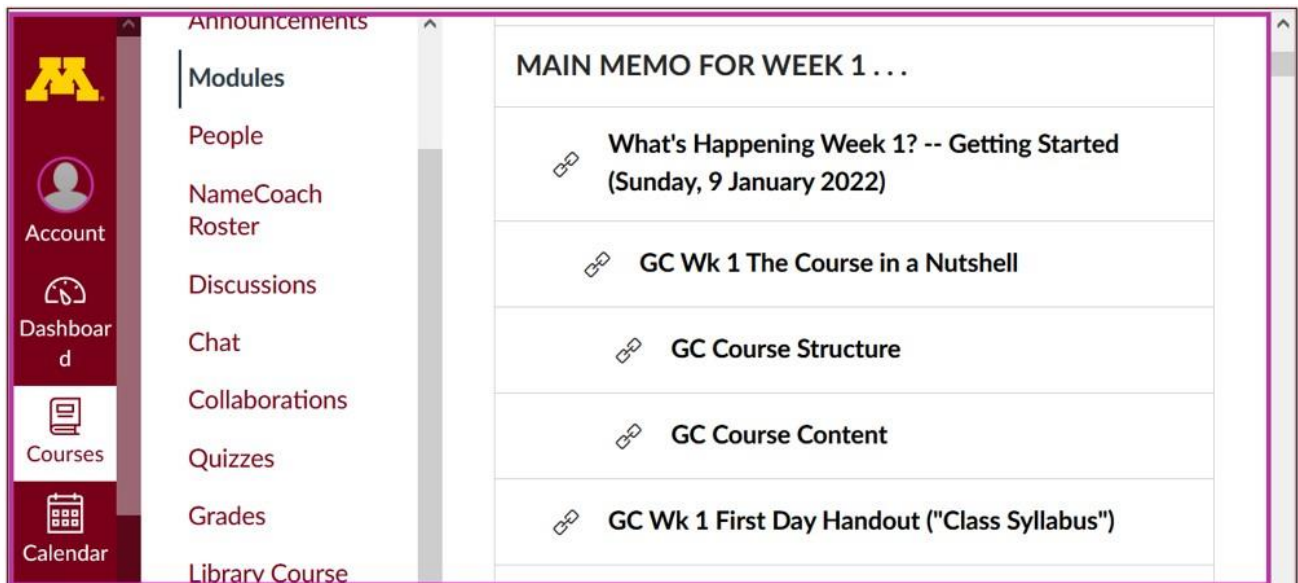 M
Account
Dashboar
d
Courses
Calendar
Announcements
Modules
People
NameCoach
Roster
Discussions
Chat
Collaborations
Quizzes
Grades
Library Course
MAIN MEMO FOR WEEK 1 . . .
What's Happening Week 1? -- Getting Started
(Sunday, 9 January 2022)
GC Wk 1 The Course in a Nutshell
GC Course Structure
GC Course Content
GC Wk 1 First Day Handout ("Class Syllabus")